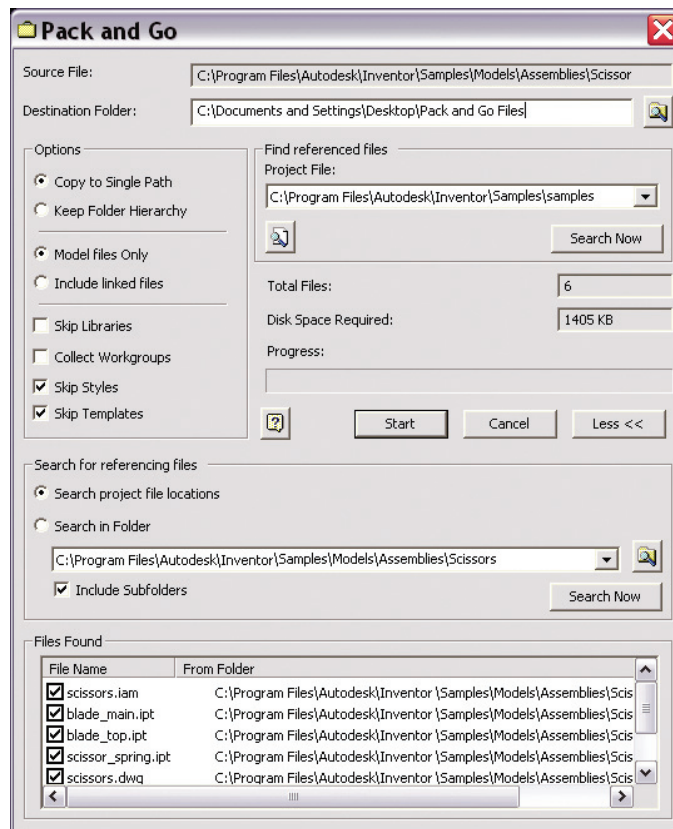 Pack and Go
Source File:
C:\Program Files\Autodesk\Inventor\Samples\Models\Assemblies\Scissor
Destination Folder:
C:\Documents and Settings\Desktop\Pack and Go Files
Options
Copy to Single Path
Keep Folder Hierarchy
Model files Only
Include linked files
Skip Libraries
Collect Workgroups
Skip Styles
Skip Templates
Find referenced files
Project File:
C:\Program Files\Autodesk\Inventor\Samples\samples
Search Now
Total Files:
6
Disk Space Required:
1405 KB
Progress:
Start
Cancel
Less <<
Search for referencing files
Search project file locations
Search in Folder
C:\Program Files\Autodesk\Inventor\Samples\Models\Assemblies\Scissors
Include Subfolders
Search Now
Files Found
File Name From Folder
scissors.iam C:\Program Files\Autodesk\Inventor \Samples\Models\Assemblies\Scis
blade_main.ipt C:\Program Files\Autodesk\Inventor \Samples\Models\Assemblies\Scis
blade_top.ipt C:\Program Files\Autodesk\Inventor \Samples\Models\Assemblies\Scis
scissor_spring.ipt C:\Program Files\Autodesk\Inventor \Samples\Models\Assemblies\Scis
scissors.dwg C:\Program Files\Autodesk\Inventor \Samples\Models\Assemblies\Scis